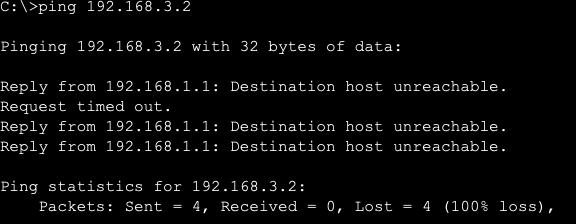 C:\>ping 192.168.3.2
Pinging 192.168.3.2 with 32 bytes of data:
Reply from 192.168.1.1: Destination host unreachable.
Request timed out.
Reply from 192.168.1.1: Destination host unreachable.
Reply from 192.168.1.1: Destination host unreachable.
Ping statistics for 192.168.3.2:
Packets: Sent = 4, Received = 0, Lost = 4 (100% loss),